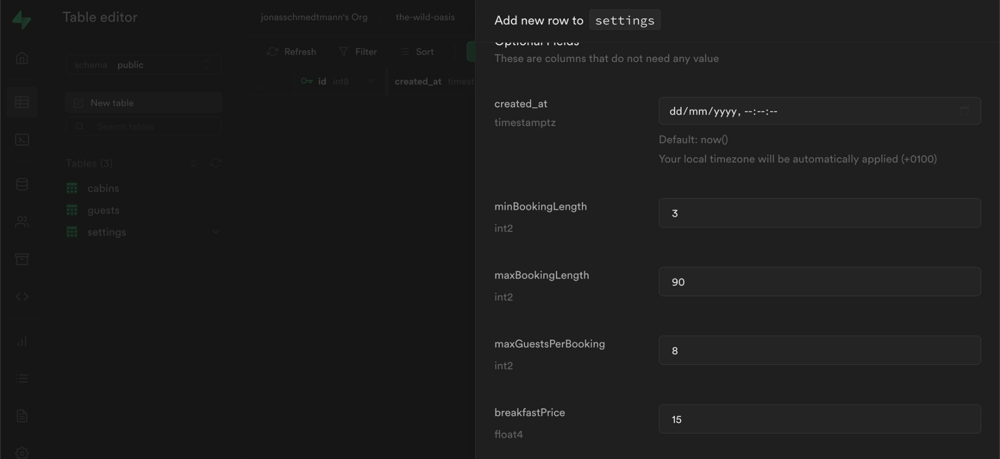 Table editor
jonasschmedtmann's Org
the-wild-oasis
schema public
New table
Search tables
Tables (3)
cabins
guests
settings
Refresh
Filter
Sort
id int8
created_at timest
Add new row to settings
Optional Fields
These are columns that do not need any value
created_at
timestamptz
dd/mm/yyyy, --:--:--
Default: now()
Your local timezone will be automatically applied (+0100)
minBookingLength
int2
3
maxBookingLength
int2
90
maxGuestsPerBooking
int2
8
breakfastPrice
float4
15